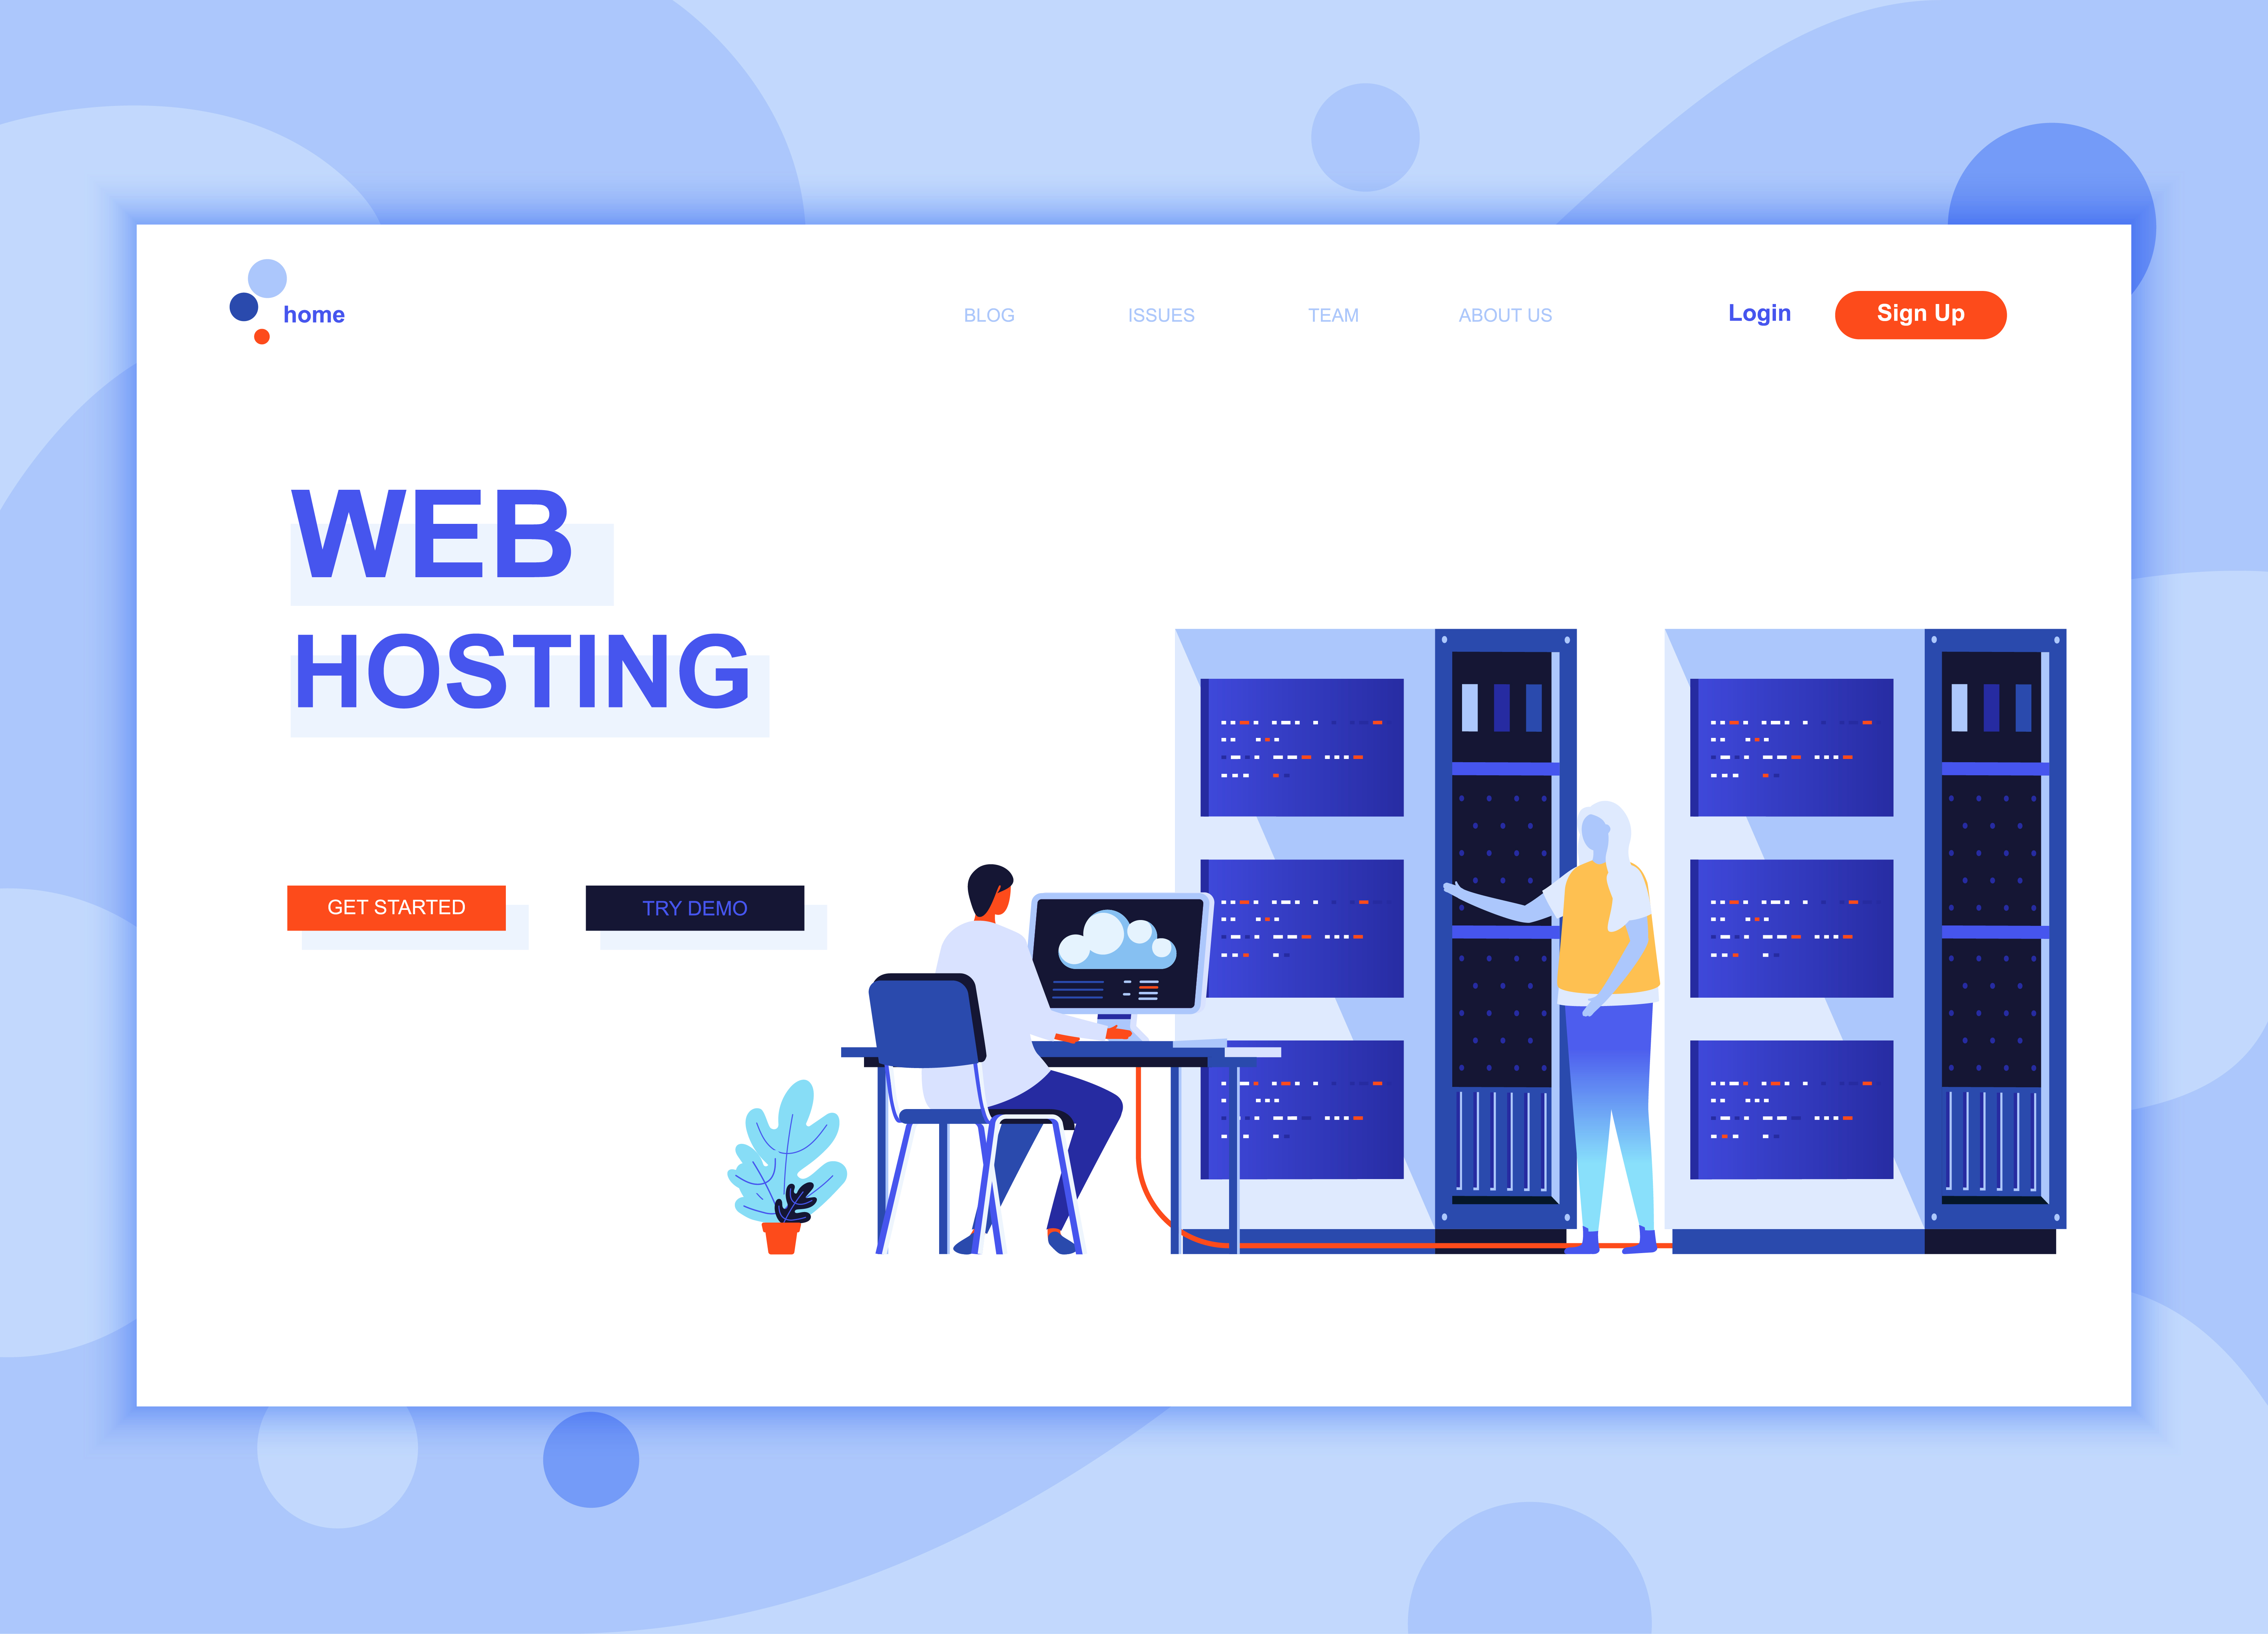 home
BLOG ISSUES TEAM ABOUT US Login Sign Up
WEB
HOSTING
GET STARTED TRY DEMO